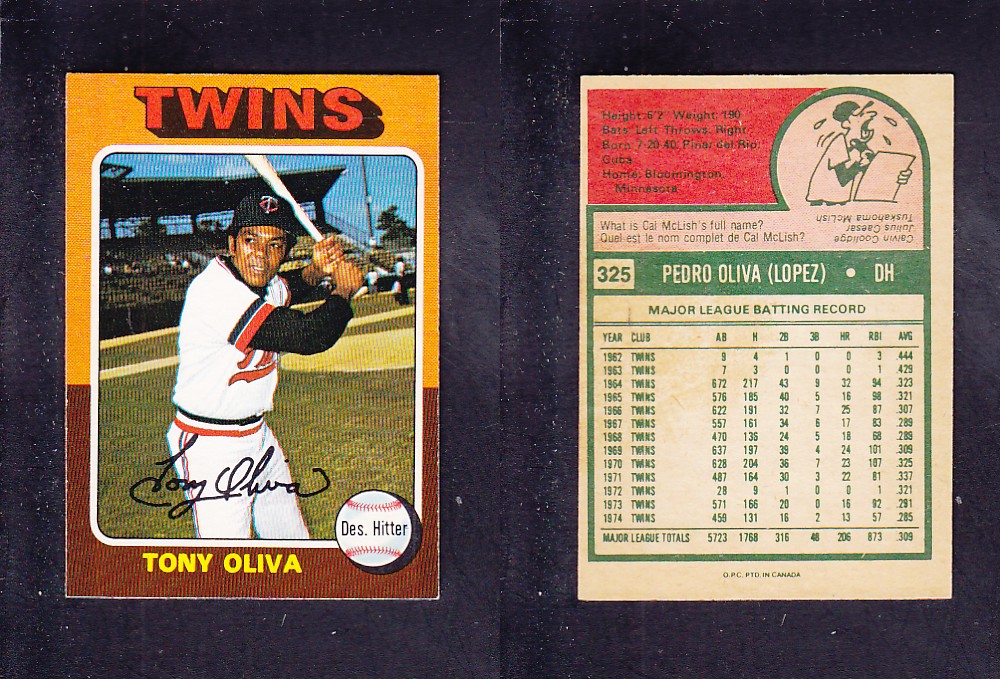 TWINS
Tony Oliva
Des. Hitter
TONY OLIVA
Height: 6'2 Weight: 190
Bats: Left Throws: Right
Born: 7-20-40, Pinar del Rio,
Cuba
Home: Bloomington,
Minnesota
What is Cal McLish's full name?
Quel est le nom complet de Cal McLish?
Calvin Coolidge
Julius Caesar
Tuskahoma McLish
325 PEDRO OLIVA (LOPEZ) • DH
MAJOR LEAGUE BATTING RECORD
YEAR CLUB AB H 2B 3B HR RBI AVG
1962 TWINS 9 4 1 0 0 3 .444
1963 TWINS 7 3 0 0 0 1 .429
1964 TWINS 672 217 43 9 32 94 .323
1965 TWINS 576 185 40 5 16 98 .321
1966 TWINS 622 191 32 7 25 87 .307
1967 TWINS 557 161 34 6 17 83 .289
1968 TWINS 470 136 24 5 18 68 .289
1969 TWINS 637 197 39 4 24 101 .309
1970 TWINS 628 204 36 7 23 107 .325
1971 TWINS 487 164 30 3 22 81 .337
1972 TWINS 28 9 1 0 0 1 .321
1973 TWINS 571 166 20 0 16 92 .291
1974 TWINS 459 131 16 2 13 57 .285
MAJOR LEAGUE TOTALS 5723 1768 316 48 206 873 .309
O.P.C. PTD. IN CANADA